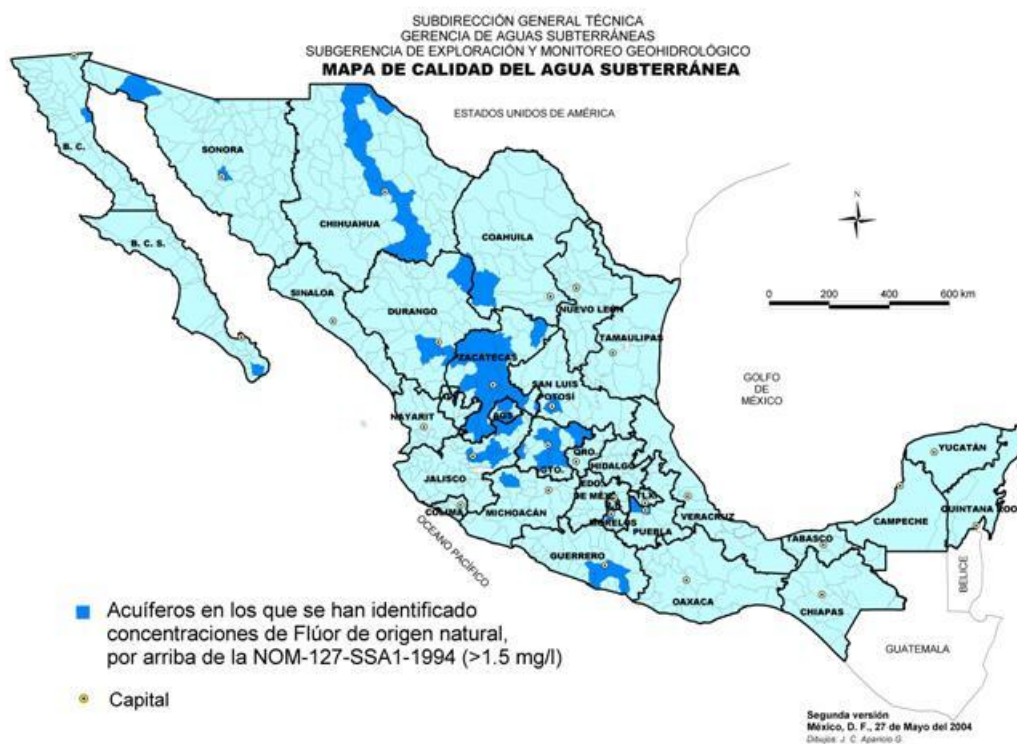 SUBDIRECCIÓN GENERAL TÉCNICA
GERENCIA DE AGUAS SUBTERRÁNEAS
SUBGERENCIA DE EXPLORACIÓN Y MONITOREO GEOHIDROLÓGICO
MAPA DE CALIDAD DEL AGUA SUBTERRÁNEA
ESTADOS UNIDOS DE AMÉRICA
B. C.
SONORA
CHIHUAHUA
COAHUILA
N
B. C. S.
SINALOA
DURANGO
NUEVO LEÓN
0 200 400 600 km
TAMAULIPAS
ZACATECAS
SAN LUIS
POTOSÍ
GOLFO
DE
MÉXICO
NAYARIT
AGS.
JALISCO
GTO.
QRO.
HIDALGO
EDO.
DE MÉX.
TLAX.
COLIMA
MICHOACÁN
MORELOS
PUEBLA
VERACRUZ
YUCATÁN
QUINTANA ROO
CAMPECHE
TABASCO
OCEANO PACÍFICO
GUERRERO
OAXACA
CHIAPAS
BELICE
GUATEMALA
Acuíferos en los que se han identificado
concentraciones de Flúor de origen natural,
por arriba de la NOM-127-SSA1-1994 (>1.5 mg/l)
Capital
Segunda versión
México, D. F., 27 de Mayo del 2004
Dibujos: J. C. Aparicio G.